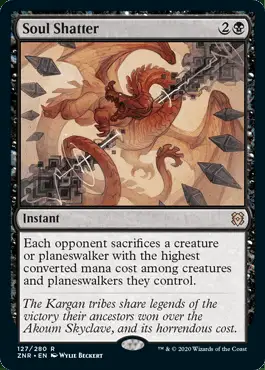 Soul Shatter 2
Instant
Each opponent sacrifices a creature
or planeswalker with the highest
converted mana cost among creatures
and planeswalkers they control.
The Kargan tribes share legends of the
victory their ancestors won over the
Akoum Skyclave, and its horrendous cost.
127/280 R
ZNR • EN Wylie Beckert
™ & © 2020 Wizards of the Coast